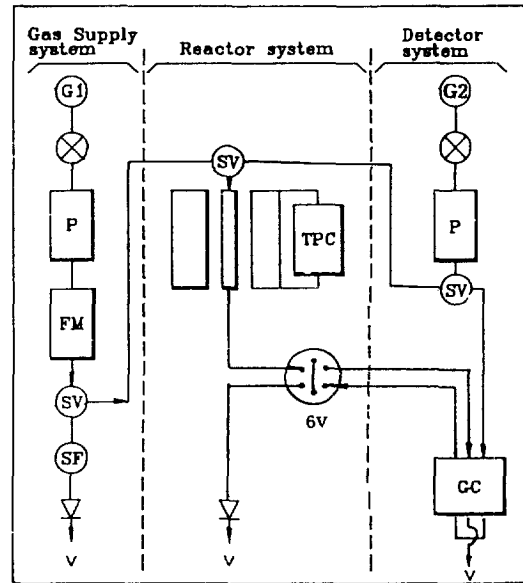 Gas Supply system
Reactor system
Detector system
G1
G2
SV
P
TPC
P
FM
SV
SV
6V
SF
GC
V
V
V